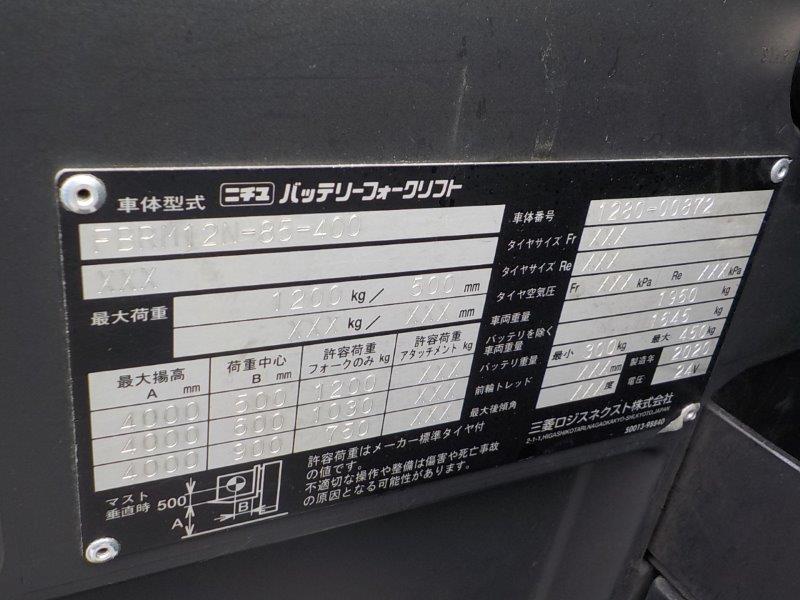 車体型式 ニチユ バッテリーフォークリフト
FBRM12N-85-400
XXX
最大荷重 1200 kg/ 500 mm
XXX kg/ XXX mm
最大揚高 A mm 荷重中心 B mm 許容荷重 フォークのみ kg 許容荷重 アタッチメント kg
4000 500 1200 ///
4000 600 1030 ///
4000 900 750 ///
マスト垂直時 500 A B
許容荷重はメーカー標準タイヤ付
の値です。
不適切な操作や整備は傷害や死亡事故
の原因となる可能性があります。
車体番号 1280-00672
タイヤサイズ Fr XXX
タイヤサイズ Re ///
タイヤ空気圧 Fr /// kPa Re /// kPa
車両重量 1960 kg
バッテリを除く車両重量 1645 kg
バッテリ重量 最小 300 kg 最大 450 kg
前輪トレッド /// mm 製造年 2020
最大後傾角 /// 度 電圧 24 V
三菱ロジスネクスト株式会社
2-1-1,HIGASHIKOTARI,NAGAOKAKYO-SHI,KYOTO,JAPAN
50013-98840